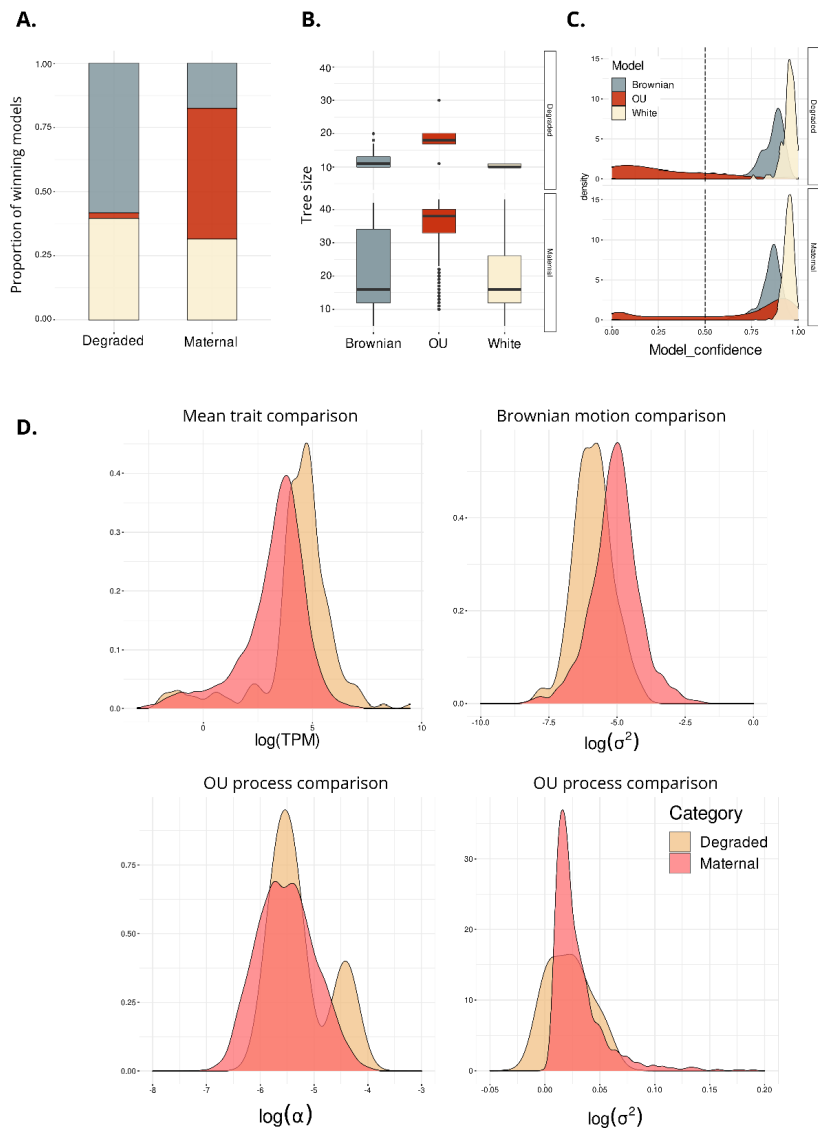 A.
B.
C.
Proportion of winning models
1.00
0.75
0.50
0.25
0.00
Degraded
Maternal
Tree size
40
30
20
10
40
30
20
10
Degraded
Maternal
Brownian
OU
White
density
15
10
5
0
15
10
5
0
Model
Brownian
OU
White
Degraded
Maternal
0.00
0.25
0.50
0.75
1.00
Model_confidence
D.
Mean trait comparison
0.4
0.3
0.2
0.1
0.0
0
5
10
log(TPM)
Brownian motion comparison
0.4
0.2
0.0
-10.0
-7.5
-5.0
-2.5
0.0
log(σ²)
OU process comparison
0.75
0.50
0.25
0.00
-8
-7
-6
-5
-4
-3
log(α)
OU process comparison
30
20
10
0
-0.05
0.00
0.05
0.10
0.15
0.20
log(σ²)
Category
Degraded
Maternal